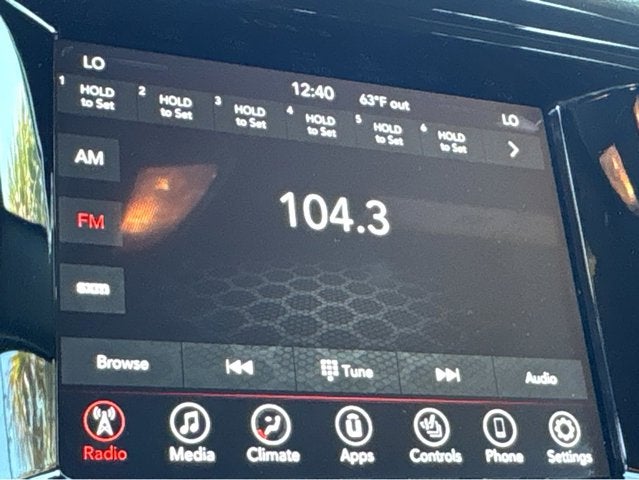 LO 12:40 63°F out LO
1 HOLD to Set 2 HOLD to Set 3 HOLD to Set 4 HOLD to Set 5 HOLD to Set 6 HOLD to Set
AM
104.3
FM
sxm
Browse Tune Audio
Radio Media Climate Apps Controls Phone Settings